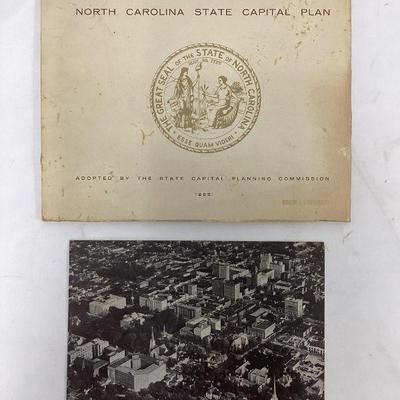 NORTH CAROLINA STATE CAPITAL PLAN
THE GREAT SEAL OF THE STATE OF NORTH CAROLINA
ESSE QUAM VIDERI
ADOPTED BY THE STATE CAPITAL PLANNING COMMISSION